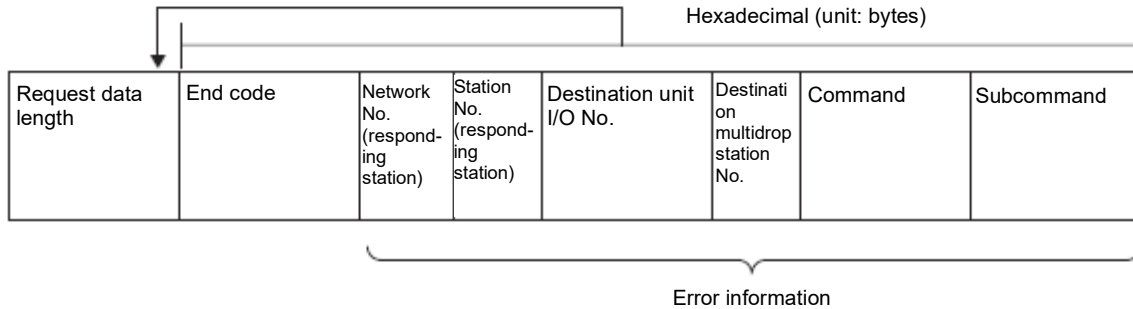 Hexadecimal (unit: bytes)
Request data
length
End code
Network
No.
(respond-
ing
station)
Station
No.
(respond-
ing
station)
Destination unit
I/O No.
Destinati
on
multidrop
station
No.
Command
Subcommand
Error information